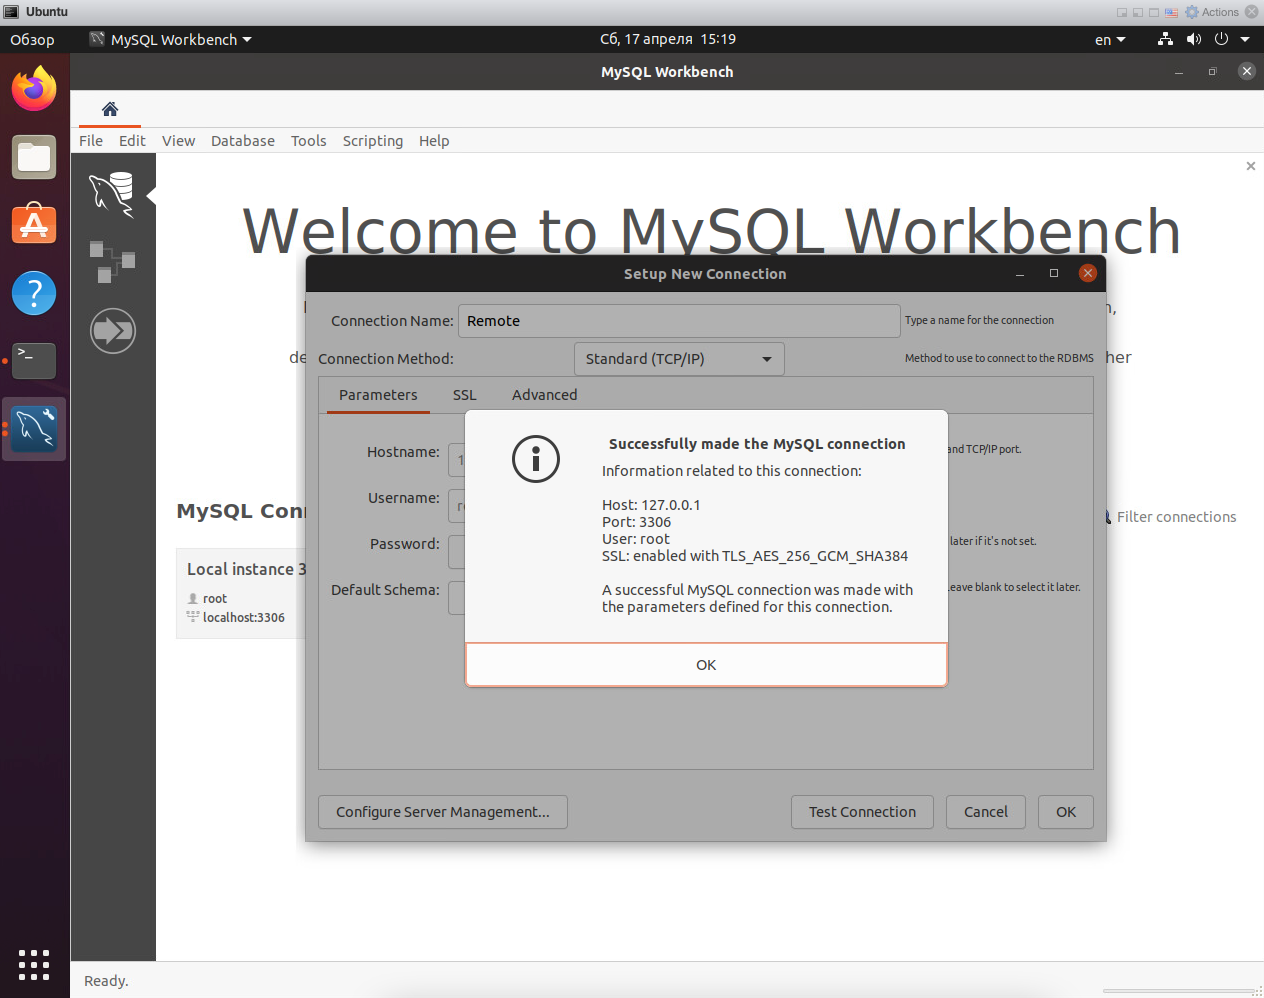 Ubuntu
Actions
Обзор
MySQL Workbench
Сб, 17 апреля 15:19
en
MySQL Workbench
File Edit View Database Tools Scripting Help
Welcome to MySQL Workbench
Setup New Connection
Connection Name: Remote Type a name for the connection
Connection Method: Standard (TCP/IP) Method to use to connect to the RDBMS
Parameters SSL Advanced
Hostname:
and TCP/IP port.
Username:
Password:
later if it's not set.
Default Schema:
eave blank to select it later.
Successfully made the MySQL connection
Information related to this connection:
Host: 127.0.0.1
Port: 3306
User: root
SSL: enabled with TLS_AES_256_GCM_SHA384
A successful MySQL connection was made with
the parameters defined for this connection.
OK
MySQL Con
Filter connections
Local instance 3
root
localhost:3306
Configure Server Management...
Test Connection
Cancel
OK
Ready.